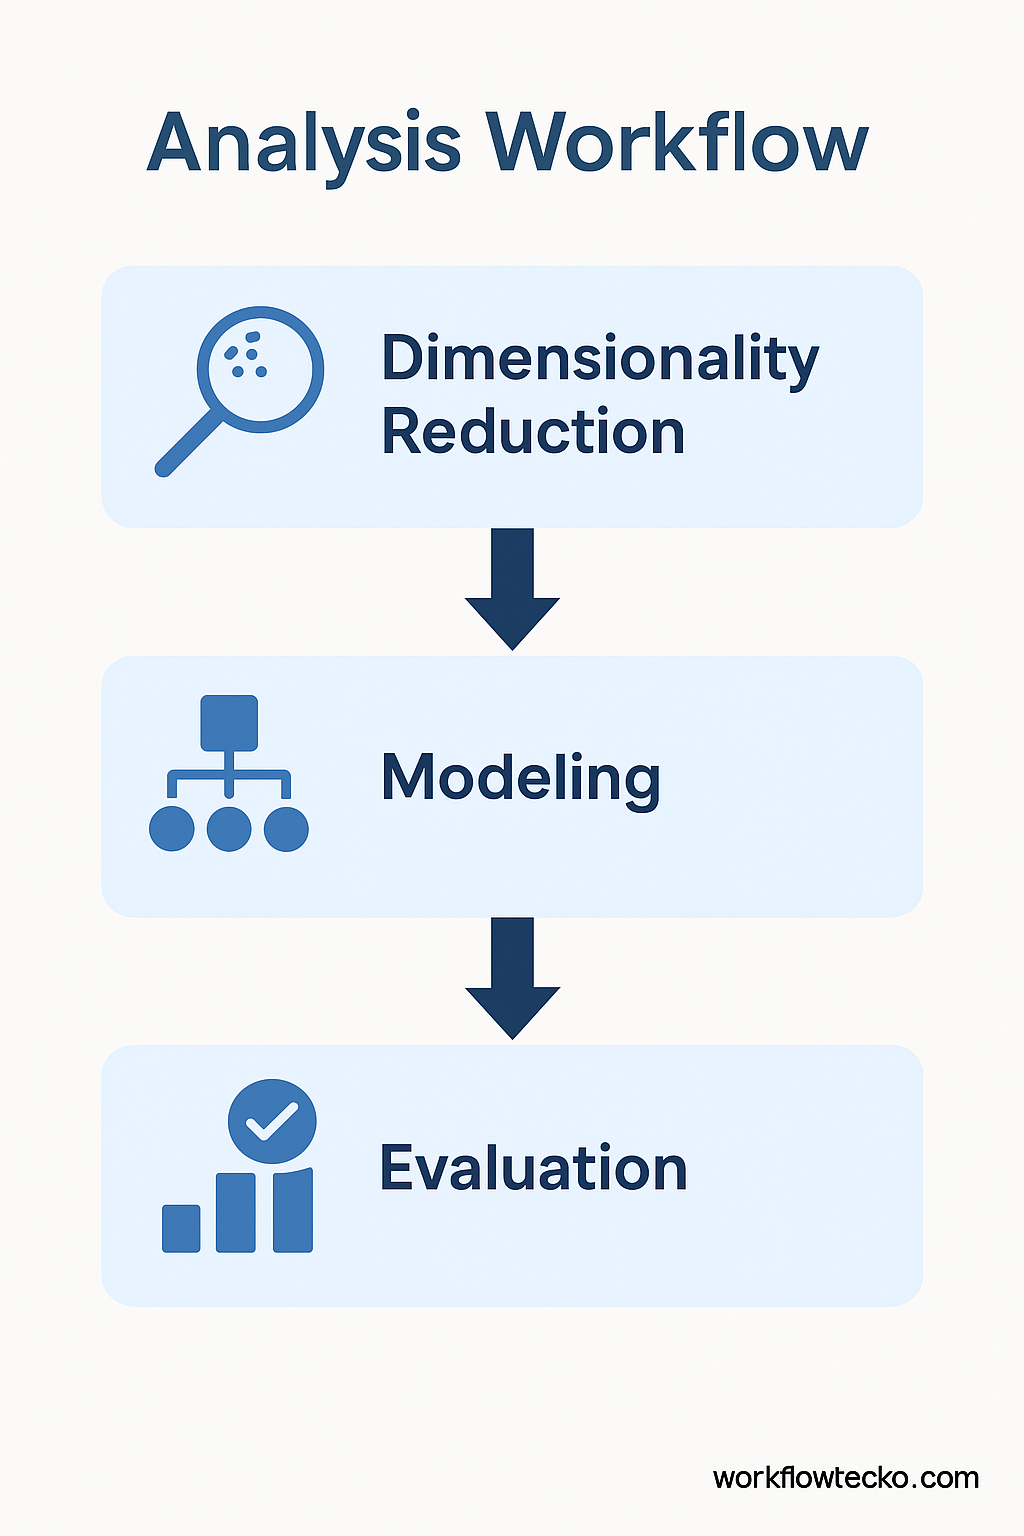 Analysis Workflow
Dimensionality
Reduction
Modeling
Evaluation
workflowtecko.com